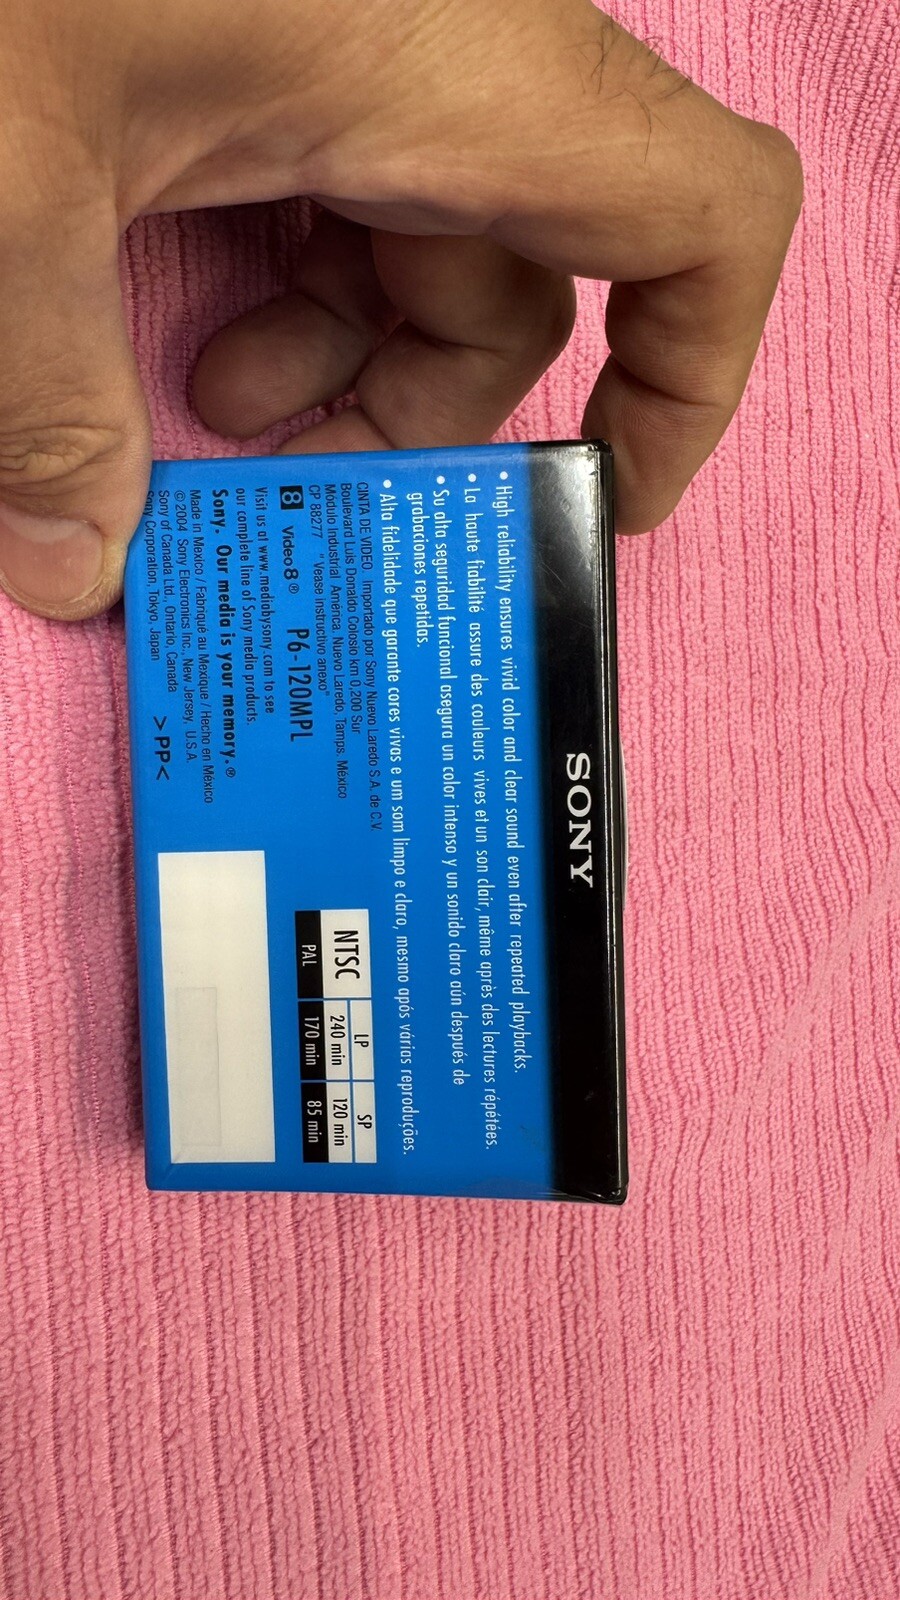 SONY
• High reliability ensures vivid color and clear sound even after repeated playbacks.
• La haute fiabilité assure des couleurs vives et un son clair, même après des lectures répétées.
• Su alta seguridad funcional asegura un color intenso y un sonido claro aún después de
grabaciones repetidas.
• Alta fidelidade que garante cores vivas e um som limpo e claro, mesmo após várias reproduções.
CINTA DE VIDEO. Importado por Sony Nuevo Laredo S.A. de C.V.
Boulevard Luis Donaldo Colosio km 0,200 Sur
Modulo Industrial América. Nuevo Laredo, Tamps. México
CP 88277 "Vease instructivo anexo"
8 Video8® P6-120MPL
Visit us at www.mediabysony.com to see
our complete line of Sony media products.
Sony. Our media is your memory.®
Made in Mexico / Fabriqué au Mexique / Hecho en México
© 2004 Sony Electronics Inc., New Jersey, U.S.A.
Sony of Canada Ltd., Ontario, Canada
Sony Corporation, Tokyo, Japan
>PP<
LP SP
NTSC 240 min 120 min
PAL 170 min 85 min